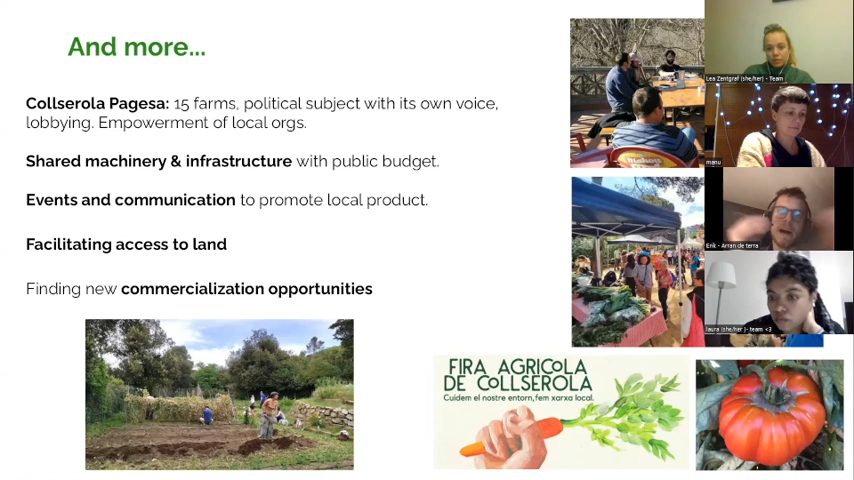 And more...
Collserola Pagesa: 15 farms, political subject with its own voice,
lobbying. Empowerment of local orgs.
Shared machinery & infrastructure with public budget.
Events and communication to promote local product.
Facilitating access to land
Finding new commercialization opportunities
FIRA AGRICOLA
DE COLLSEROLA
Cuidem el nostre entorn, fem xarxa local.
Lea Zentgraf (she/her) - Team
manu
Erik - Arran de terra
laura (she/her )- team <3